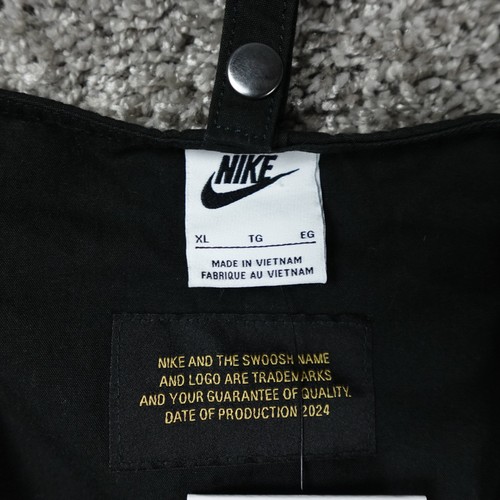 NIKE
XL TG EG
MADE IN VIETNAM
FABRIQUE AU VIETNAM
NIKE AND THE SWOOSH NAME
AND LOGO ARE TRADEMARKS
AND YOUR GUARANTEE OF QUALITY.
DATE OF PRODUCTION 2024